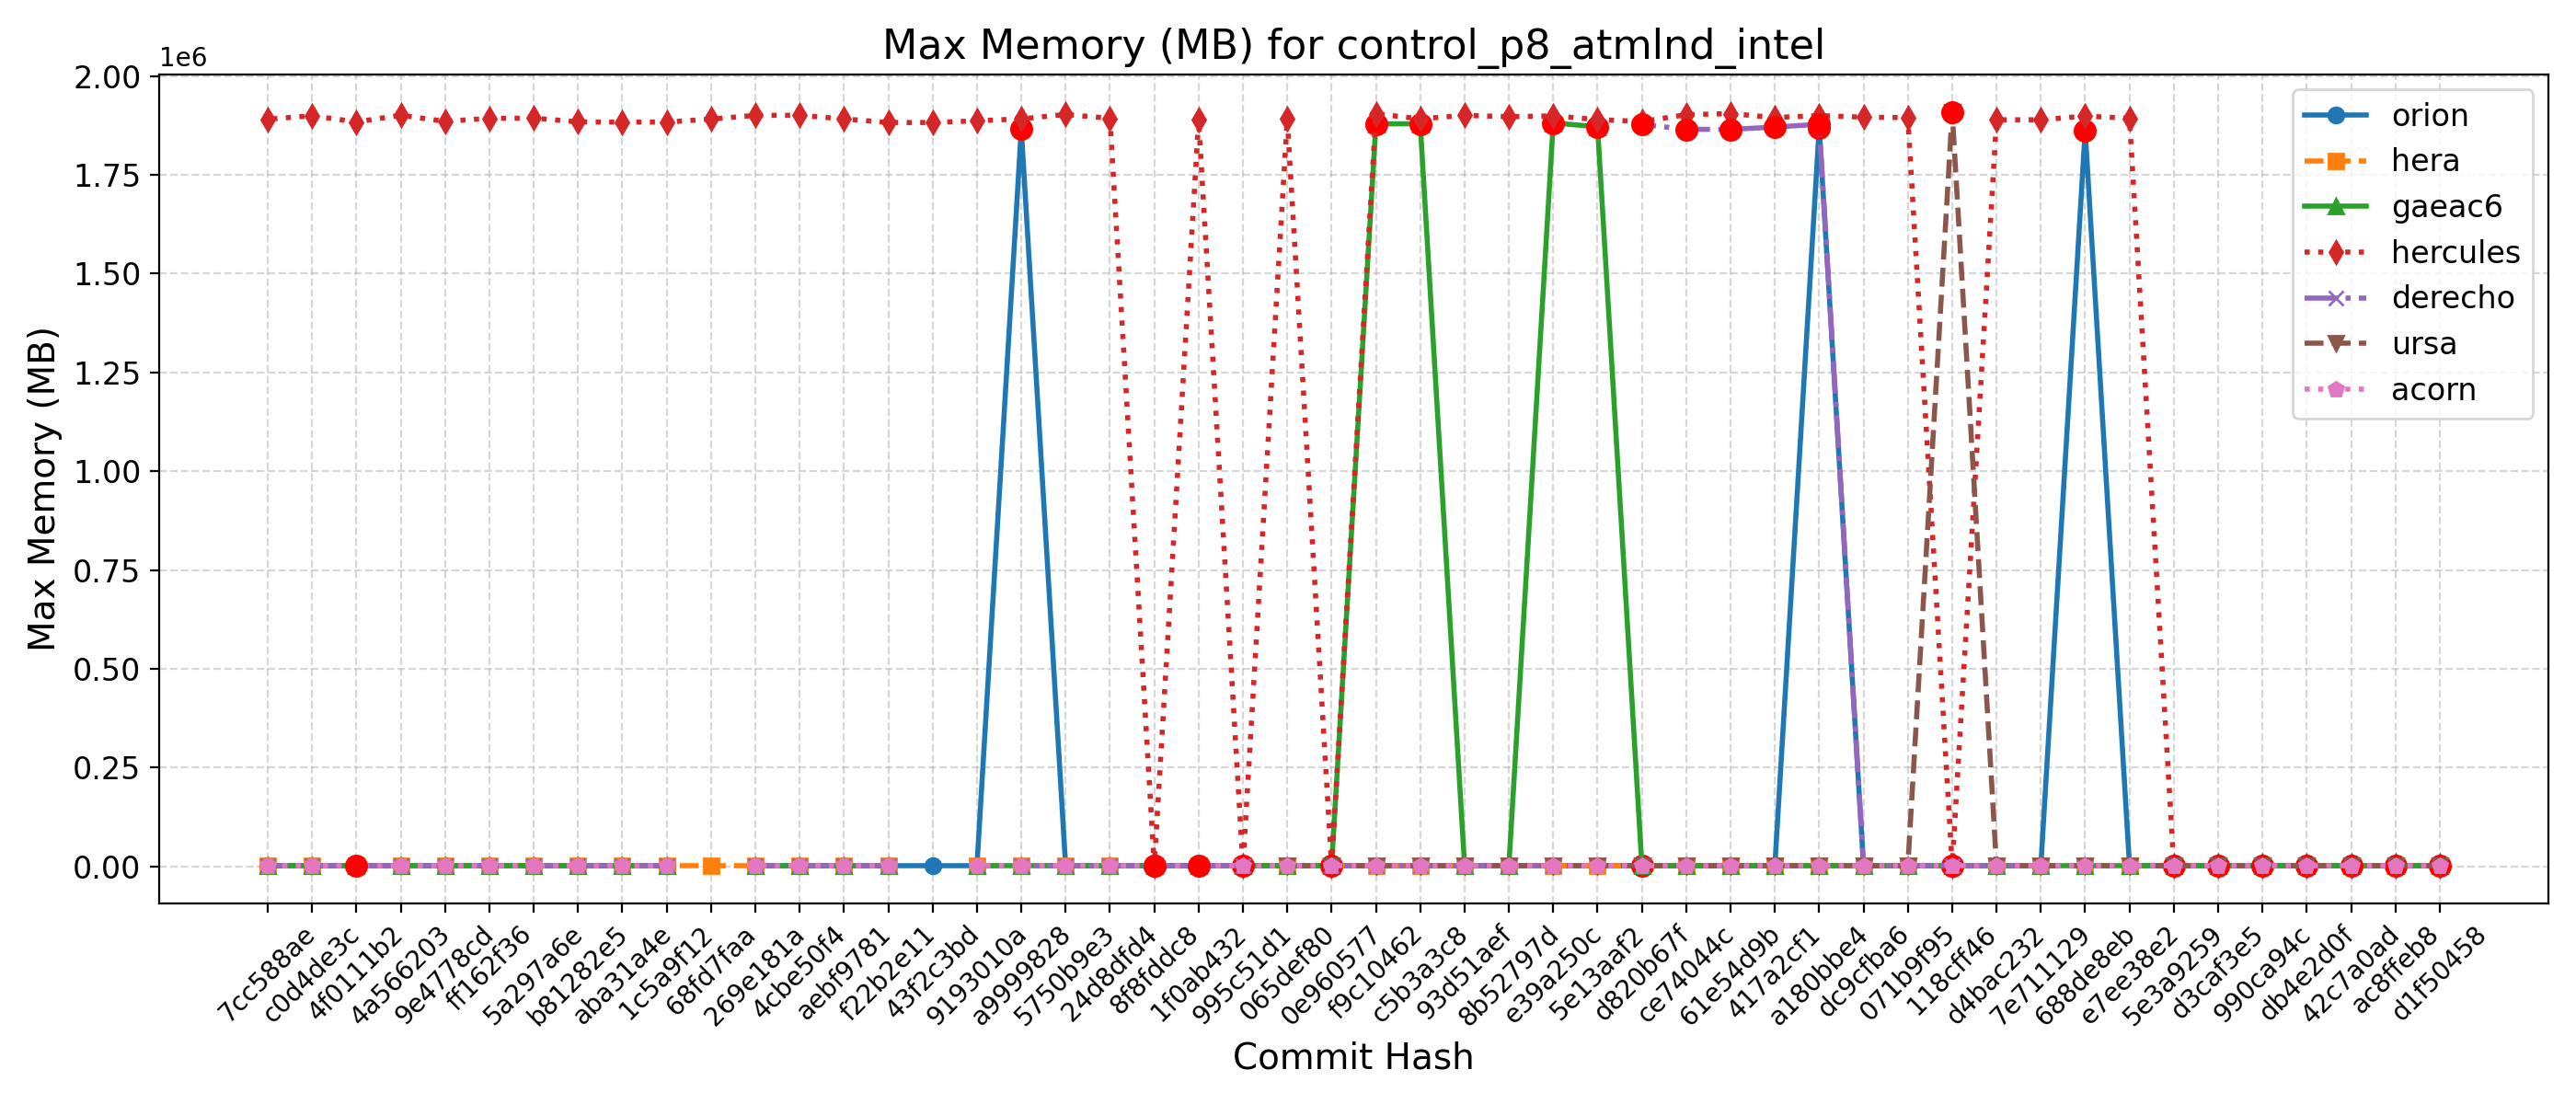 Max Memory (MB) for control_p8_atmlnd_intel
1e6
2.00
1.75
1.50
1.25
1.00
0.75
0.50
0.25
0.00
Max Memory (MB)
orion
hera
gaeac6
hercules
derecho
ursa
acorn
7cc588ae
c0d4de3c
4f0111b2
4a566203
9e4778cd
ff162f36
5a297a6e
b81282e5
aba31a4e
1c5a9f12
68fd7faa
269e181a
4cbe50f4
aebf9781
f22b2e11
43f2c3bd
9193010a
a9999828
5750b9e3
24d8dfd4
8f8fddc8
1f0ab432
995c51d1
065def80
0e960577
f9c10462
c5b3a3c8
93d51aef
8b52797d
e39a250c
5e13aaf2
d820b67f
ce74044c
61e54d9b
417a2cf1
a180bbe4
dc9cfba6
071b9f95
118cff46
d4bac232
7e711129
688de8eb
e7ee38e2
5e3a9259
d3caf3e5
990ca94c
db4e2d0f
42c7a0ad
ac8ffeb8
d1f50458
Commit Hash